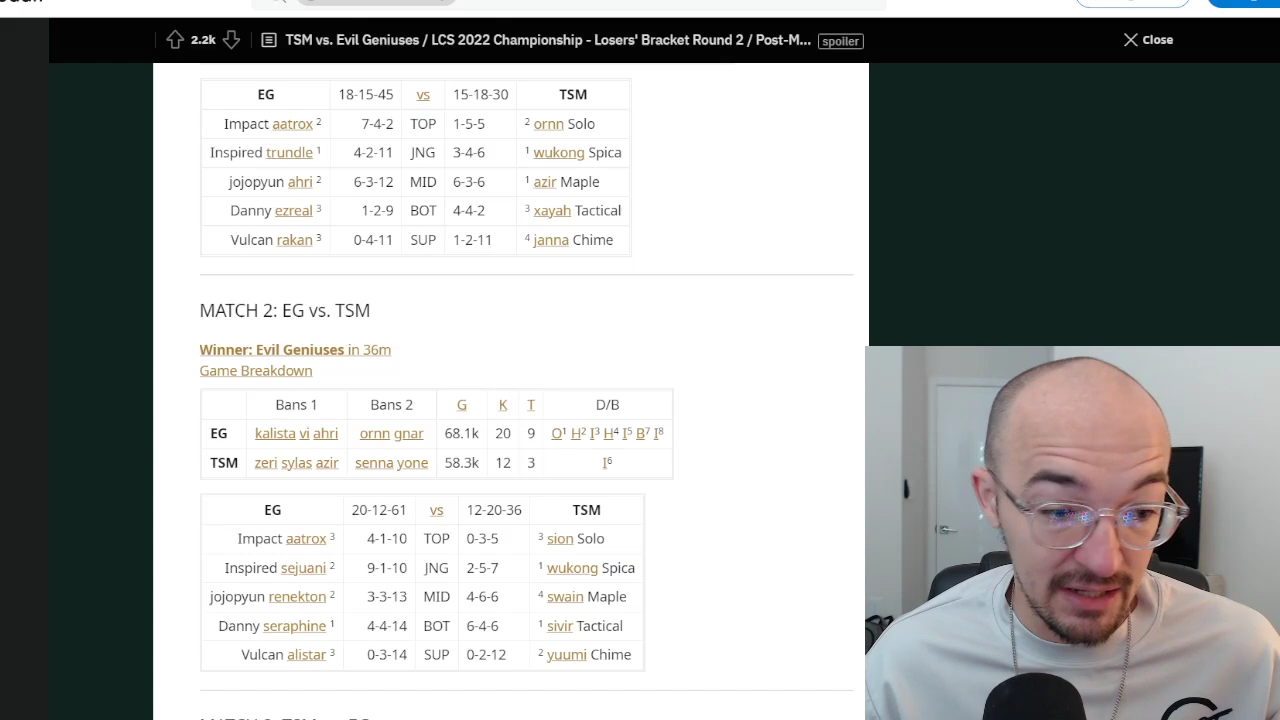 2.2k TSM vs. Evil Geniuses / LCS 2022 Championship - Losers' Bracket Round 2 / Post-M... spoiler Close
EG 18-15-45 vs 15-18-30 TSM
Impact aatrox 2 7-4-2 TOP 1-5-5 2 ornn Solo
Inspired trundle 1 4-2-11 JNG 3-4-6 1 wukong Spica
jojopyun ahri 2 6-3-12 MID 6-3-6 1 azir Maple
Danny ezreal 3 1-2-9 BOT 4-4-2 3 xayah Tactical
Vulcan rakan 3 0-4-11 SUP 1-2-11 4 janna Chime
MATCH 2: EG vs. TSM
Winner: Evil Geniuses in 36m
Game Breakdown
Bans 1 Bans 2 G K T D/B
EG kalista vi ahri ornn gnar 68.1k 20 9 O1 H2 I3 H4 I5 B7 I8
TSM zeri sylas azir senna yone 58.3k 12 3 I6
EG 20-12-61 vs 12-20-36 TSM
Impact aatrox 3 4-1-10 TOP 0-3-5 3 sion Solo
Inspired sejuani 2 9-1-10 JNG 2-5-7 1 wukong Spica
jojopyun renekton 2 3-3-13 MID 4-6-6 4 swain Maple
Danny seraphine 1 4-4-14 BOT 6-4-6 1 sivir Tactical
Vulcan alistar 3 0-3-14 SUP 0-2-12 2 yuumi Chime